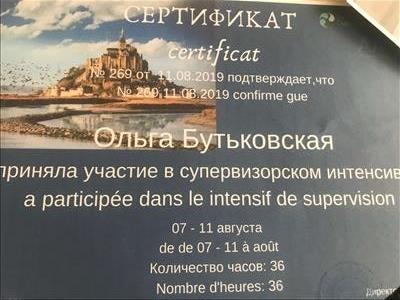 СЕРТИФИКАТ
certificat
№ 269 от 11.08.2019 подтверждает,что
№ 269,11.08.2019 confirme gue
Ольга Бутьковская
приняла участие в супервизорском интенсив
a participée dans le intensif de supervision
07 - 11 августа
de de 07 - 11 à août
Количество часов: 36
Nombre d'heures: 36
Директо